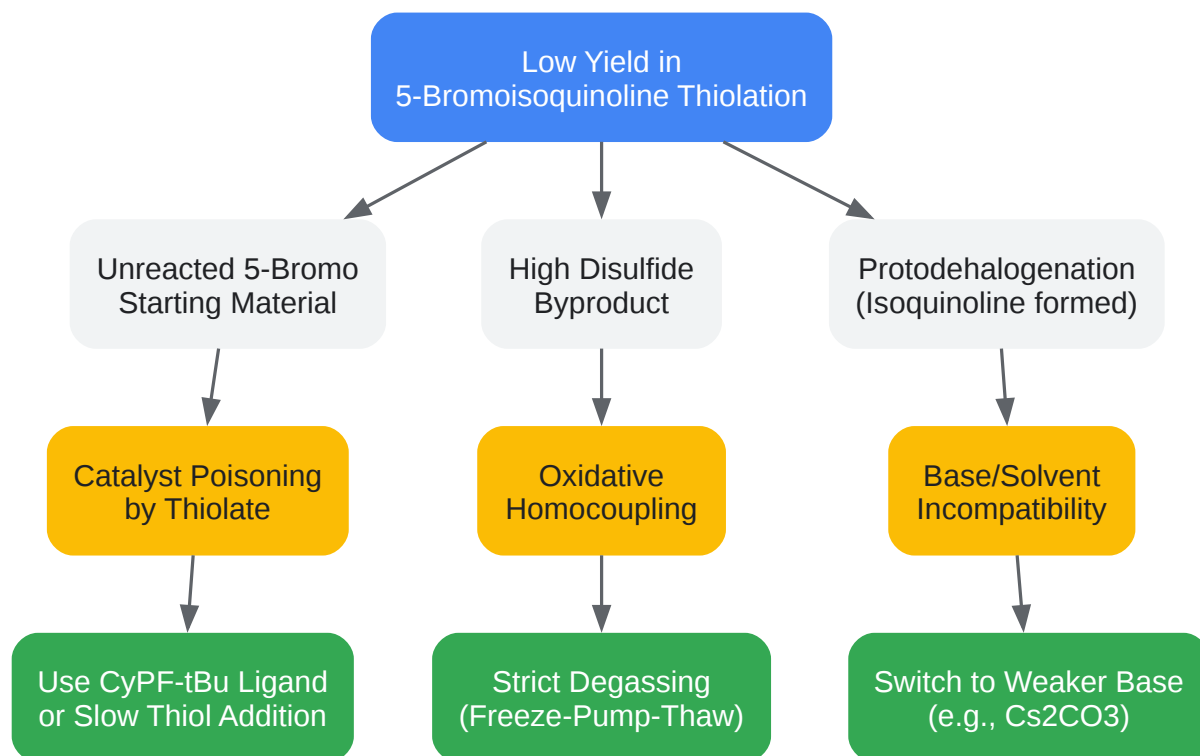 Low Yield in
5-Bromoisoquinoline Thiolation
Unreacted 5-Bromo
Starting Material
High Disulfide
Byproduct
Protodehalogenation
(Isoquinoline formed)
Catalyst Poisoning
by Thiolate
Oxidative
Homocoupling
Base/Solvent
Incompatibility
Use CyPF-tBu Ligand
or Slow Thiol Addition
Strict Degassing
(Freeze-Pump-Thaw)
Switch to Weaker Base
(e.g., Cs2CO3)